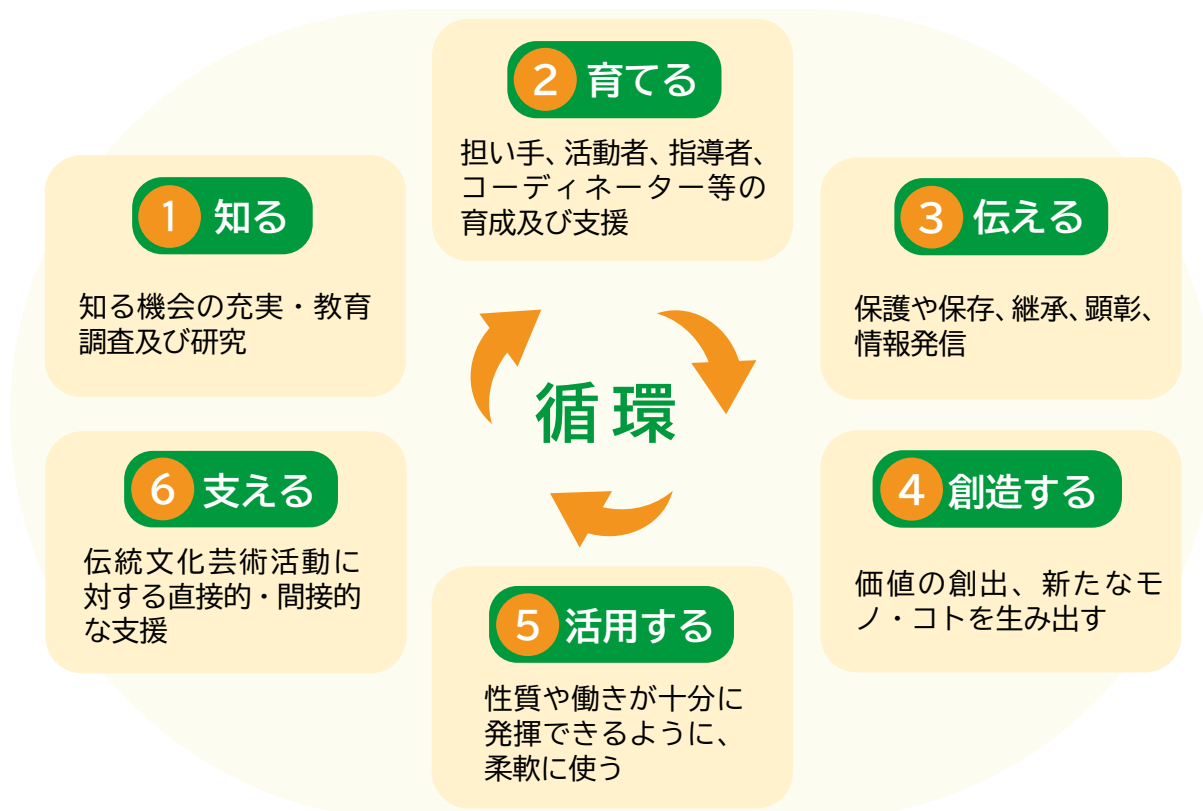 1 知る
知る機会の充実・教育
調査及び研究
2 育てる
担い手、活動者、指導者、
コーディネーター等の
育成及び支援
3 伝える
保護や保存、継承、顕彰、
情報発信
4 創造する
価値の創出、新たなモ
ノ・コトを生み出す
5 活用する
性質や働きが十分に
発揮できるように、
柔軟に使う
6 支える
伝統文化芸術活動に
対する直接的・間接的
な支援
循環